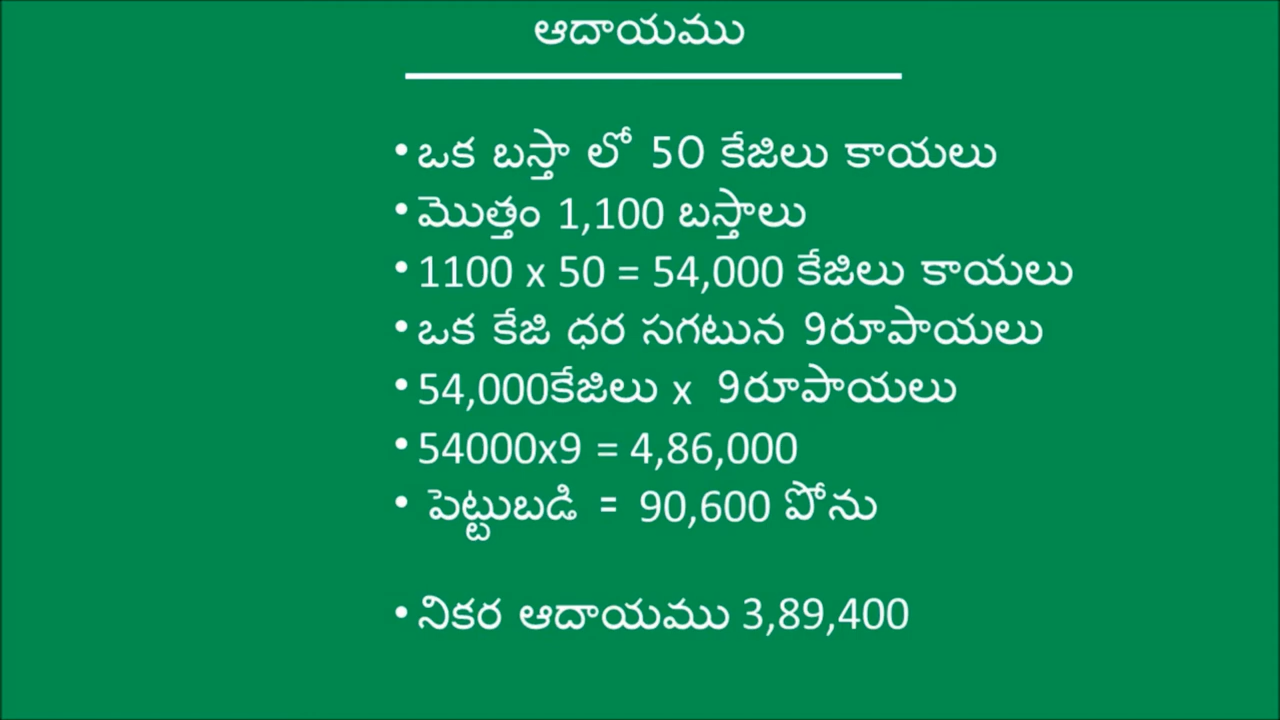 ఆదాయము
•ఒక బస్తా లో 50 కేజిలు కాయలు
•మొత్తం 1,100 బస్తాలు
•1100 x 50 = 54,000 కేజిలు కాయలు
•ఒక కేజి ధర సగటున 9రూపాయలు
•54,000కేజిలు x 9రూపాయలు
•54000x9 = 4,86,000
• పెట్టుబడి = 90,600 పోను
•నికర ఆదాయము 3,89,400